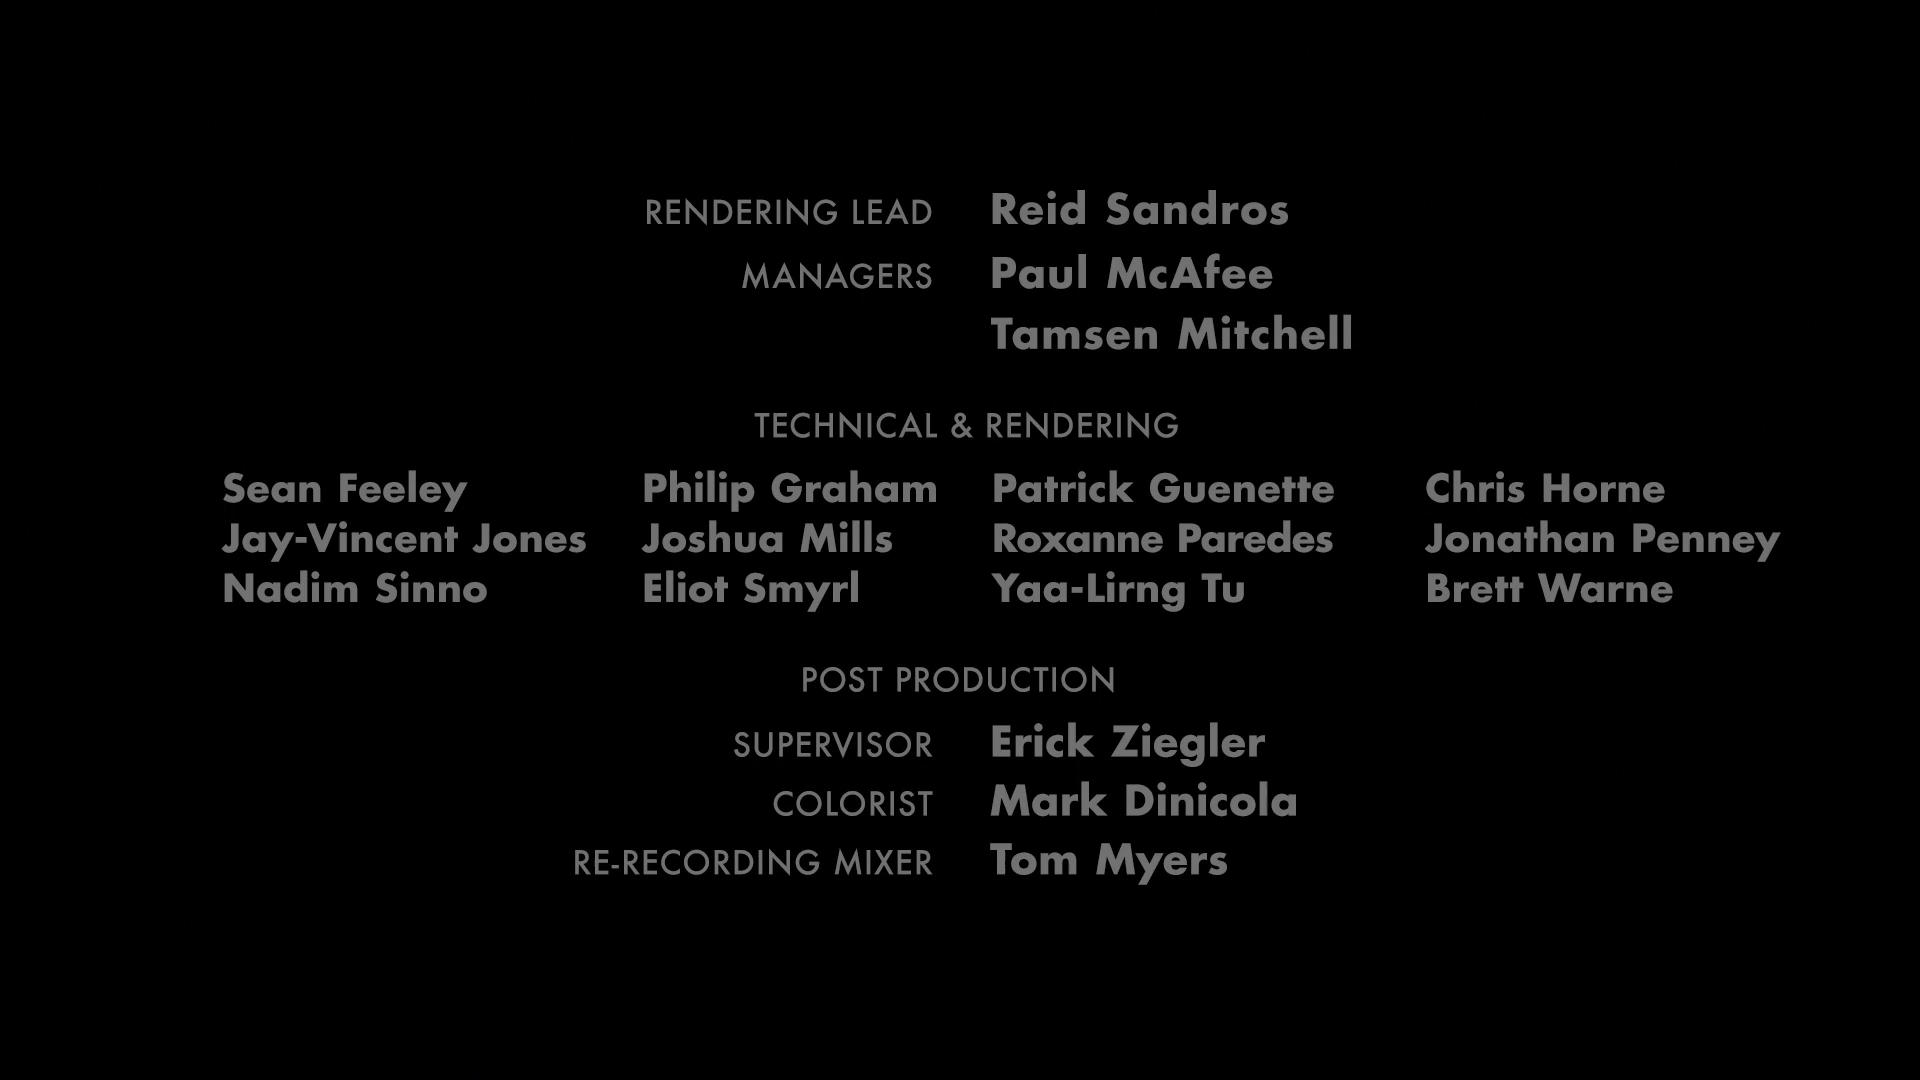 RENDERING LEAD Reid Sandros
MANAGERS Paul McAfee
Tamsen Mitchell
TECHNICAL & RENDERING
Sean Feeley Philip Graham Patrick Guenette Chris Horne
Jay-Vincent Jones Joshua Mills Roxanne Paredes Jonathan Penney
Nadim Sinno Eliot Smyrl Yaa-Lirng Tu Brett Warne
POST PRODUCTION
SUPERVISOR Erick Ziegler
COLORIST Mark Dinicola
RE-RECORDING MIXER Tom Myers